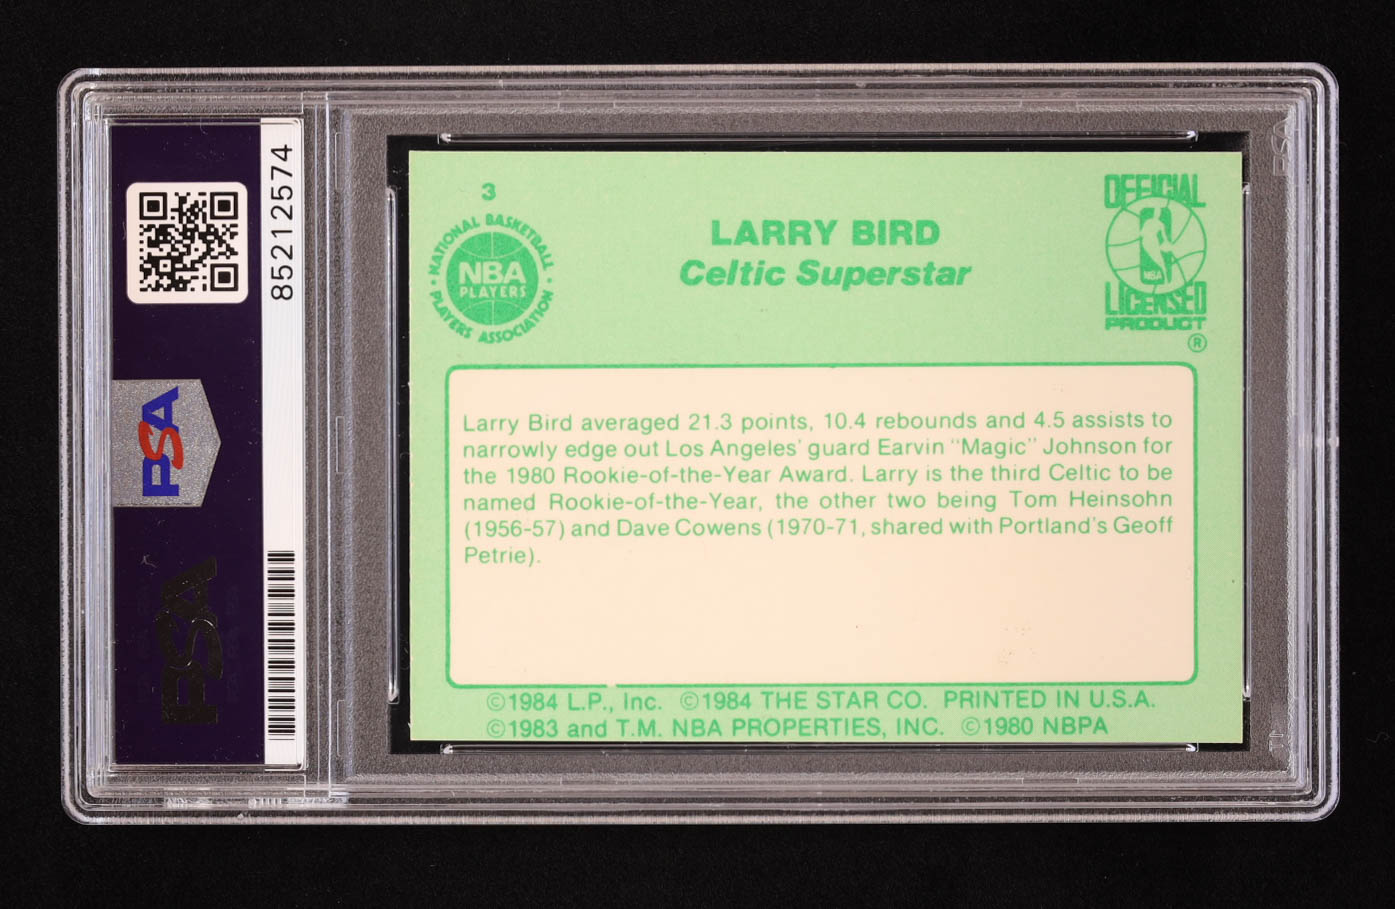 85212574
PSA
PSA
3
NATIONAL BASKETBALL
NBA
PLAYERS
PLAYERS ASSOCIATION
LARRY BIRD
Celtic Superstar
OFFICIAL
NBA
LICENSED
PRODUCT
®
Larry Bird averaged 21.3 points, 10.4 rebounds and 4.5 assists to
narrowly edge out Los Angeles' guard Earvin "Magic" Johnson for
the 1980 Rookie-of-the-Year Award. Larry is the third Celtic to be
named Rookie-of-the-Year, the other two being Tom Heinsohn
(1956-57) and Dave Cowens (1970-71, shared with Portland's Geoff
Petrie).
©1984 L.P., Inc. ©1984 THE STAR CO. PRINTED IN U.S.A.
©1983 and T.M. NBA PROPERTIES, INC. ©1980 NBPA
PSA